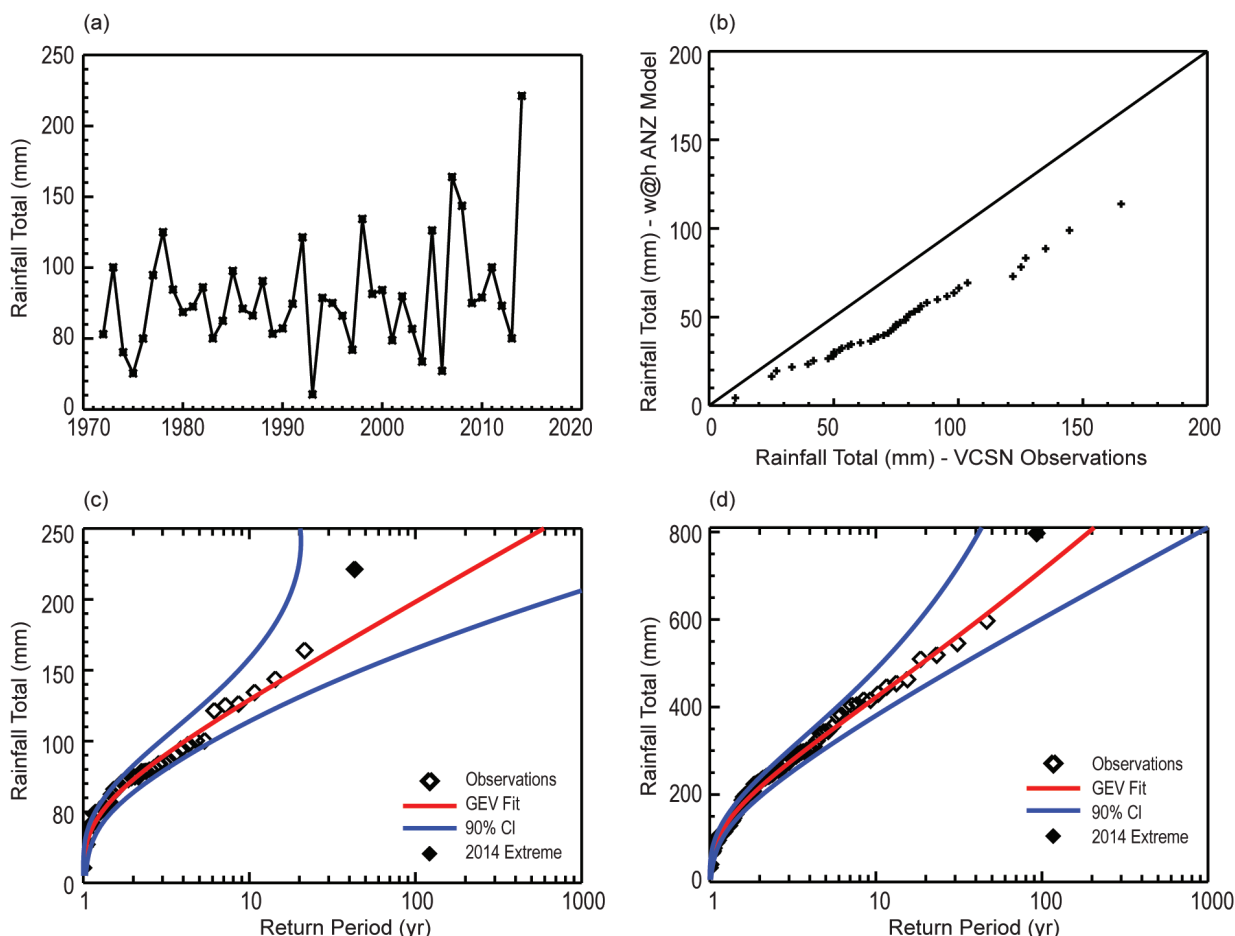 (a)
250
200
250
100
80
0
Rainfall Total (mm)
1970 1980 1990 2000 2010 2020
(b)
200
150
100
50
0
Rainfall Total (mm) - w@h ANZ Model
0 50 100 150 200
Rainfall Total (mm) - VCSN Observations
(c)
250
200
150
100
80
0
Rainfall Total (mm)
Observations
GEV Fit
90% CI
2014 Extreme
1 10 100 1000
Return Period (yr)
(d)
800
600
400
200
0
Rainfall Total (mm)
Observations
GEV Fit
90% CI
2014 Extreme
1 10 100 1000
Return Period (yr)